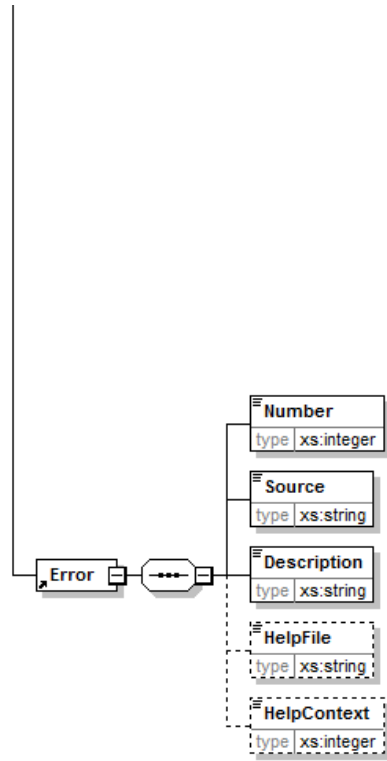 Number
type xs:integer
Source
type xs:string
Error
Description
type xs:string
HelpFile
type xs:string
HelpContext
type xs:integer